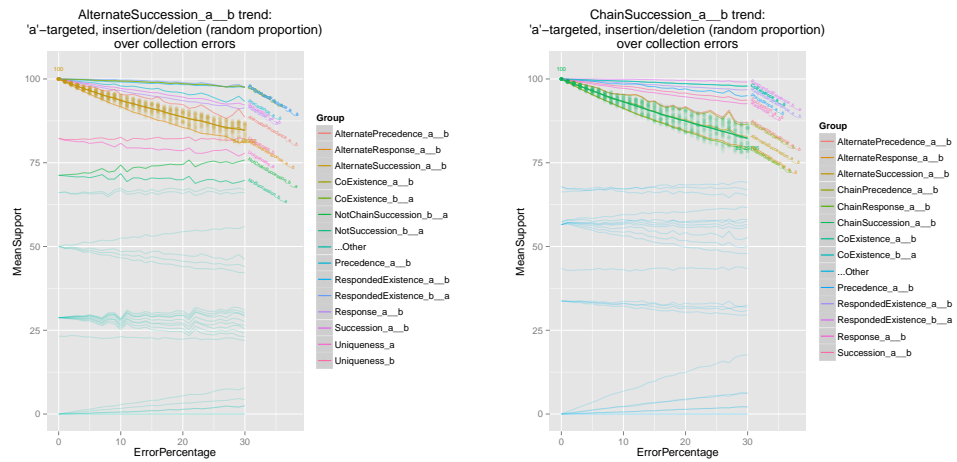 AlternateSuccession_a__b trend:
'a'-targeted, insertion/deletion (random proportion)
over collection errors
100
100
75
50
25
0
MeanSupport
0
10
20
30
ErrorPercentage
Group
AlternatePrecedence_a__b
AlternateResponse_a__b
AlternateSuccession_a__b
CoExistence_a__b
CoExistence_b__a
NotChainSuccession_b__a
NotSuccession_b__a
...Other
Precedence_a__b
RespondedExistence_a__b
RespondedExistence_b__a
Response_a__b
Succession_a__b
Uniqueness_a
Uniqueness_b
ChainSuccession_a__b trend:
'a'-targeted, insertion/deletion (random proportion)
over collection errors
100
100
75
50
25
0
MeanSupport
0
10
20
30
ErrorPercentage
Group
AlternatePrecedence_a__b
AlternateResponse_a__b
AlternateSuccession_a__b
ChainPrecedence_a__b
ChainResponse_a__b
ChainSuccession_a__b
CoExistence_a__b
CoExistence_b__a
...Other
Precedence_a__b
RespondedExistence_a__b
RespondedExistence_b__a
Response_a__b
Succession_a__b